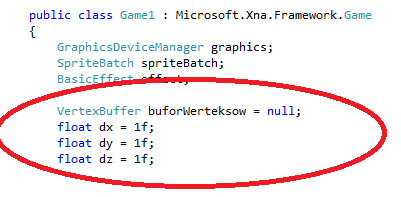 public class Game1 : Microsoft.Xna.Framework.Game
{
GraphicsDeviceManager graphics;
SpriteBatch spriteBatch;
BasicEffect effect;
VertexBuffer buforWerteksow = null;
float dx = 1f;
float dy = 1f;
float dz = 1f;